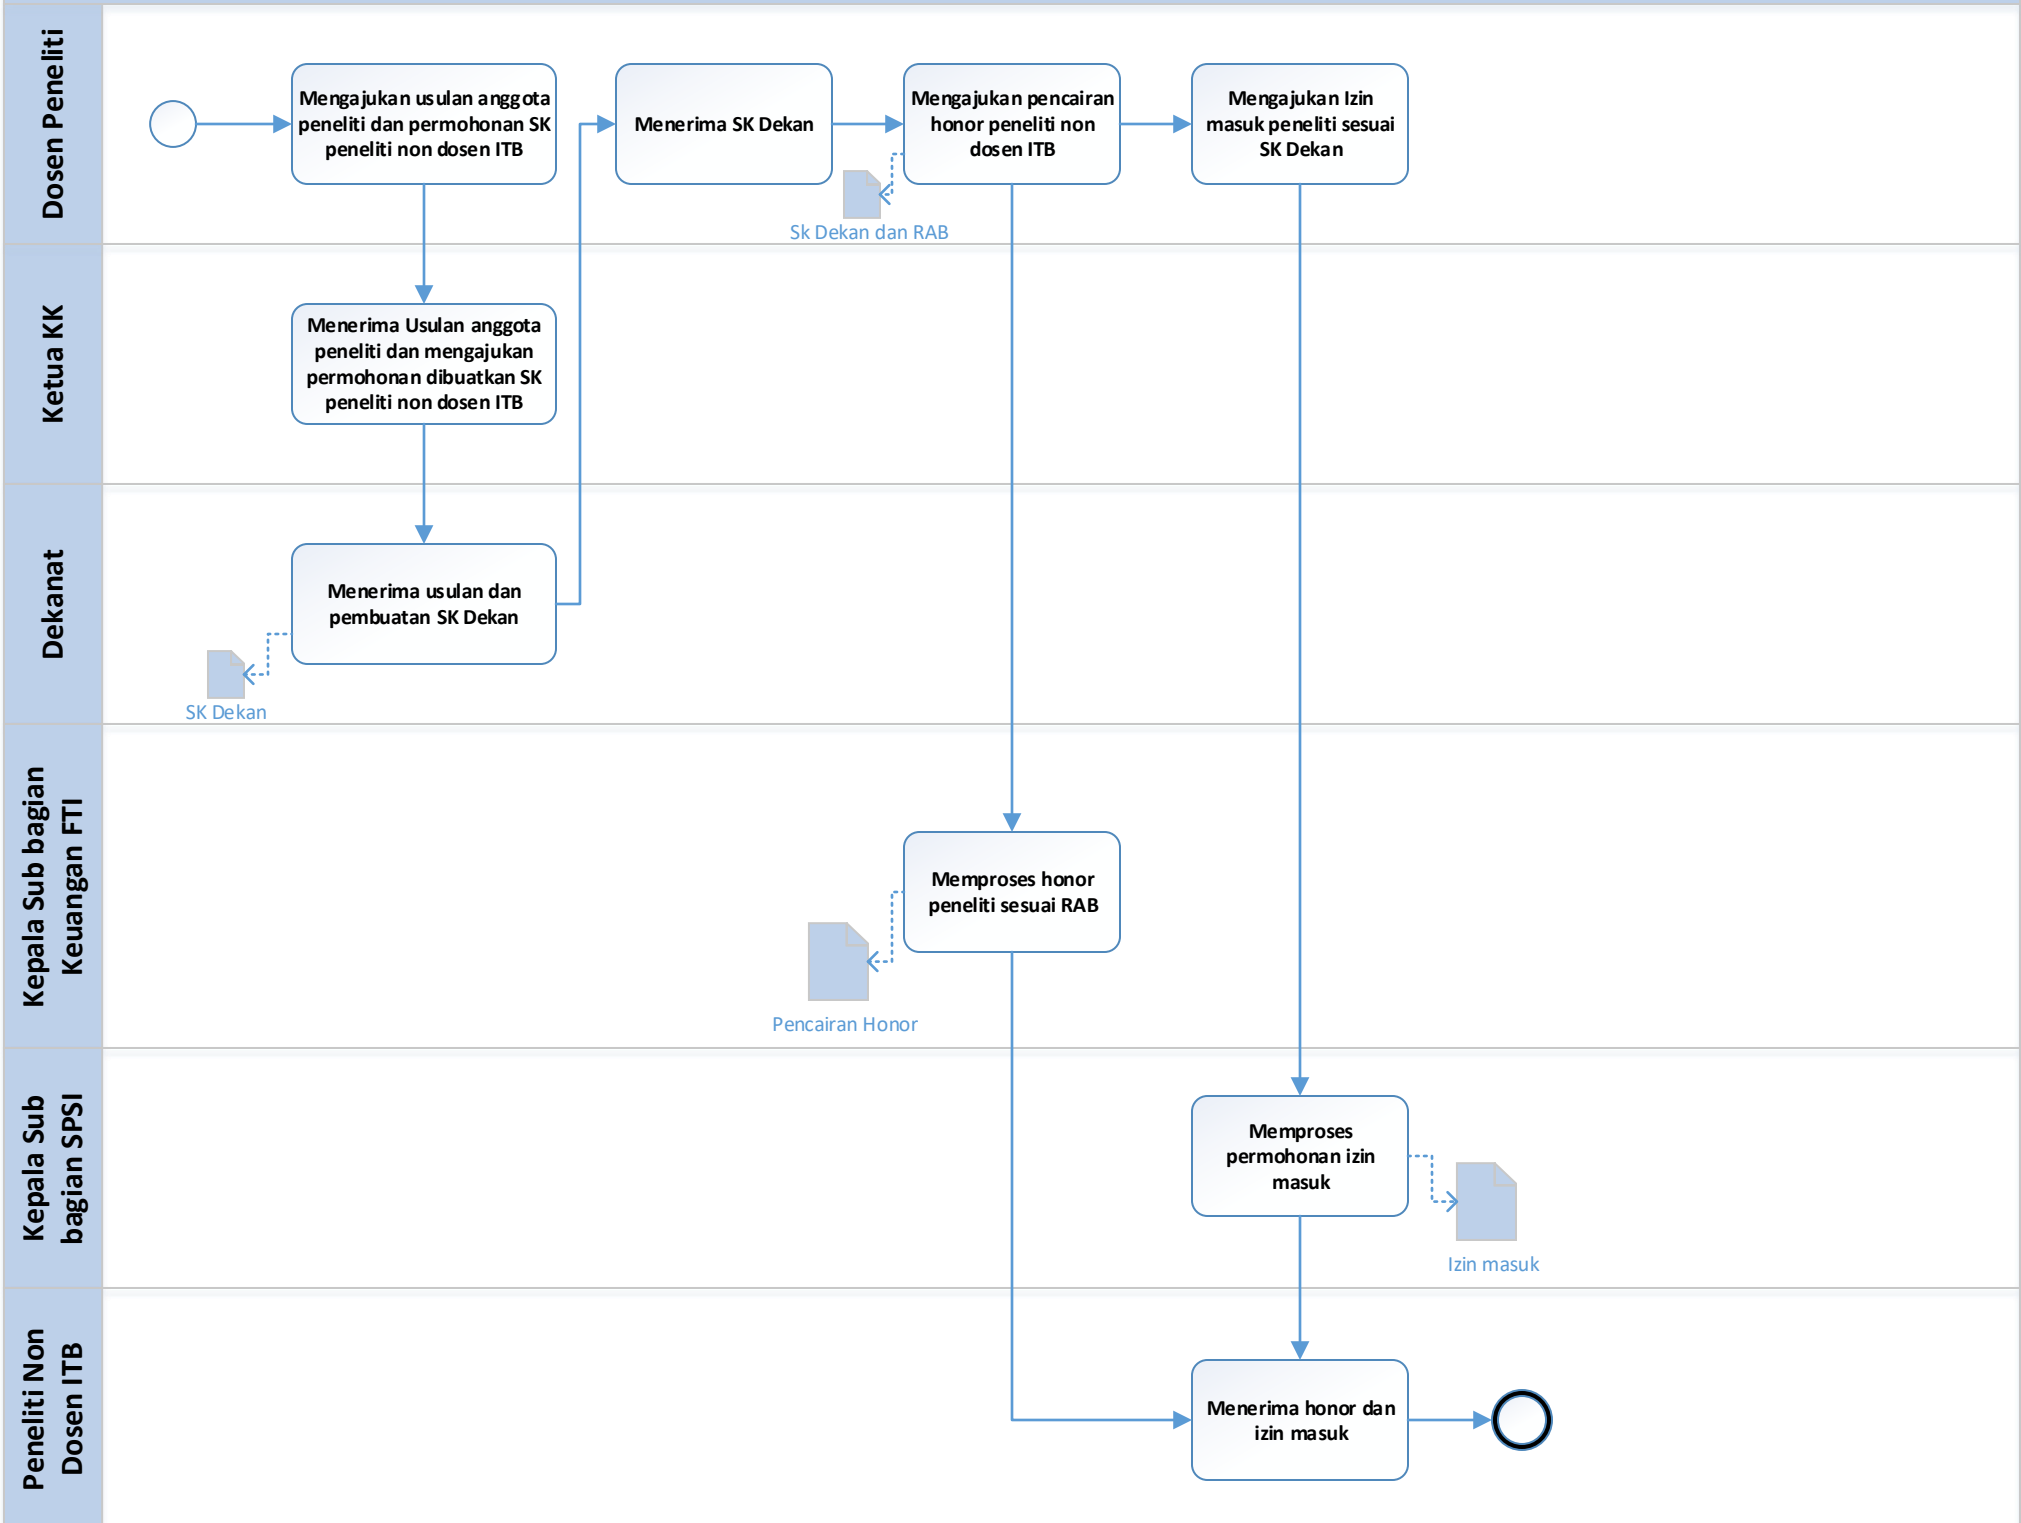 Dosen Peneliti
Mengajukan usulan anggota
peneliti dan permohonan SK
peneliti non dosen ITB
Menerima SK Dekan
Mengajukan pencairan
honor peneliti non
dosen ITB
Mengajukan Izin
masuk peneliti sesuai
SK Dekan
Sk Dekan dan RAB
Ketua KK
Menerima Usulan anggota
peneliti dan mengajukan
permohonan dibuatkan SK
peneliti non dosen ITB
Dekanat
Menerima usulan dan
pembuatan SK Dekan
SK Dekan
Kepala Sub bagian
Keuangan FTI
Memproses honor
peneliti sesuai RAB
Pencairan Honor
Kepala Sub
bagian SPSI
Memproses
permohonan izin
masuk
Izin masuk
Peneliti Non
Dosen ITB
Menerima honor dan
izin masuk